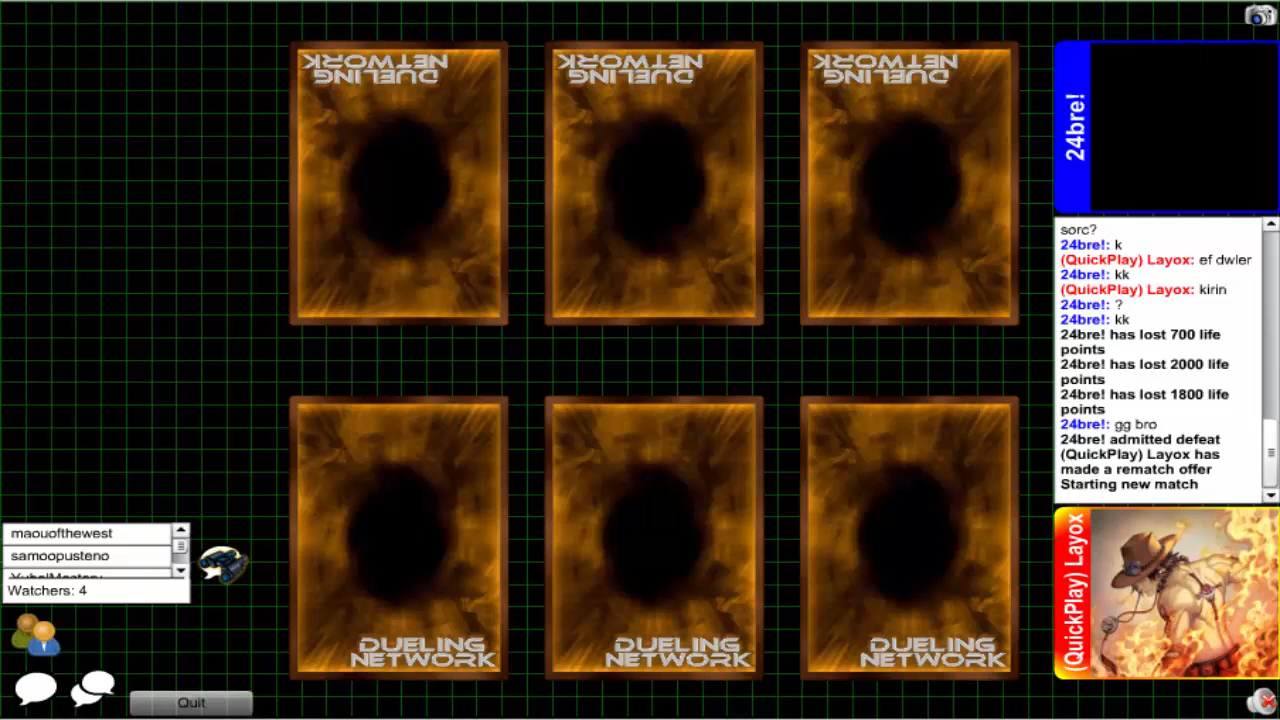 DUELING
NETWORK
DUELING
NETWORK
DUELING
NETWORK
24bre!
sorc?
24bre!: k
(QuickPlay) Layox: ef dwler
24bre!: kk
(QuickPlay) Layox: kirin
24bre!: ?
24bre!: kk
24bre! has lost 700 life
points
24bre! has lost 2000 life
points
24bre! has lost 1800 life
points
24bre!: gg bro
24bre! admitted defeat
(QuickPlay) Layox has
made a rematch offer
Starting new match
maouofthewest
samoopusteno
Watchers: 4
Quit
DUELING
NETWORK
DUELING
NETWORK
DUELING
NETWORK
(QuickPlay) Layox